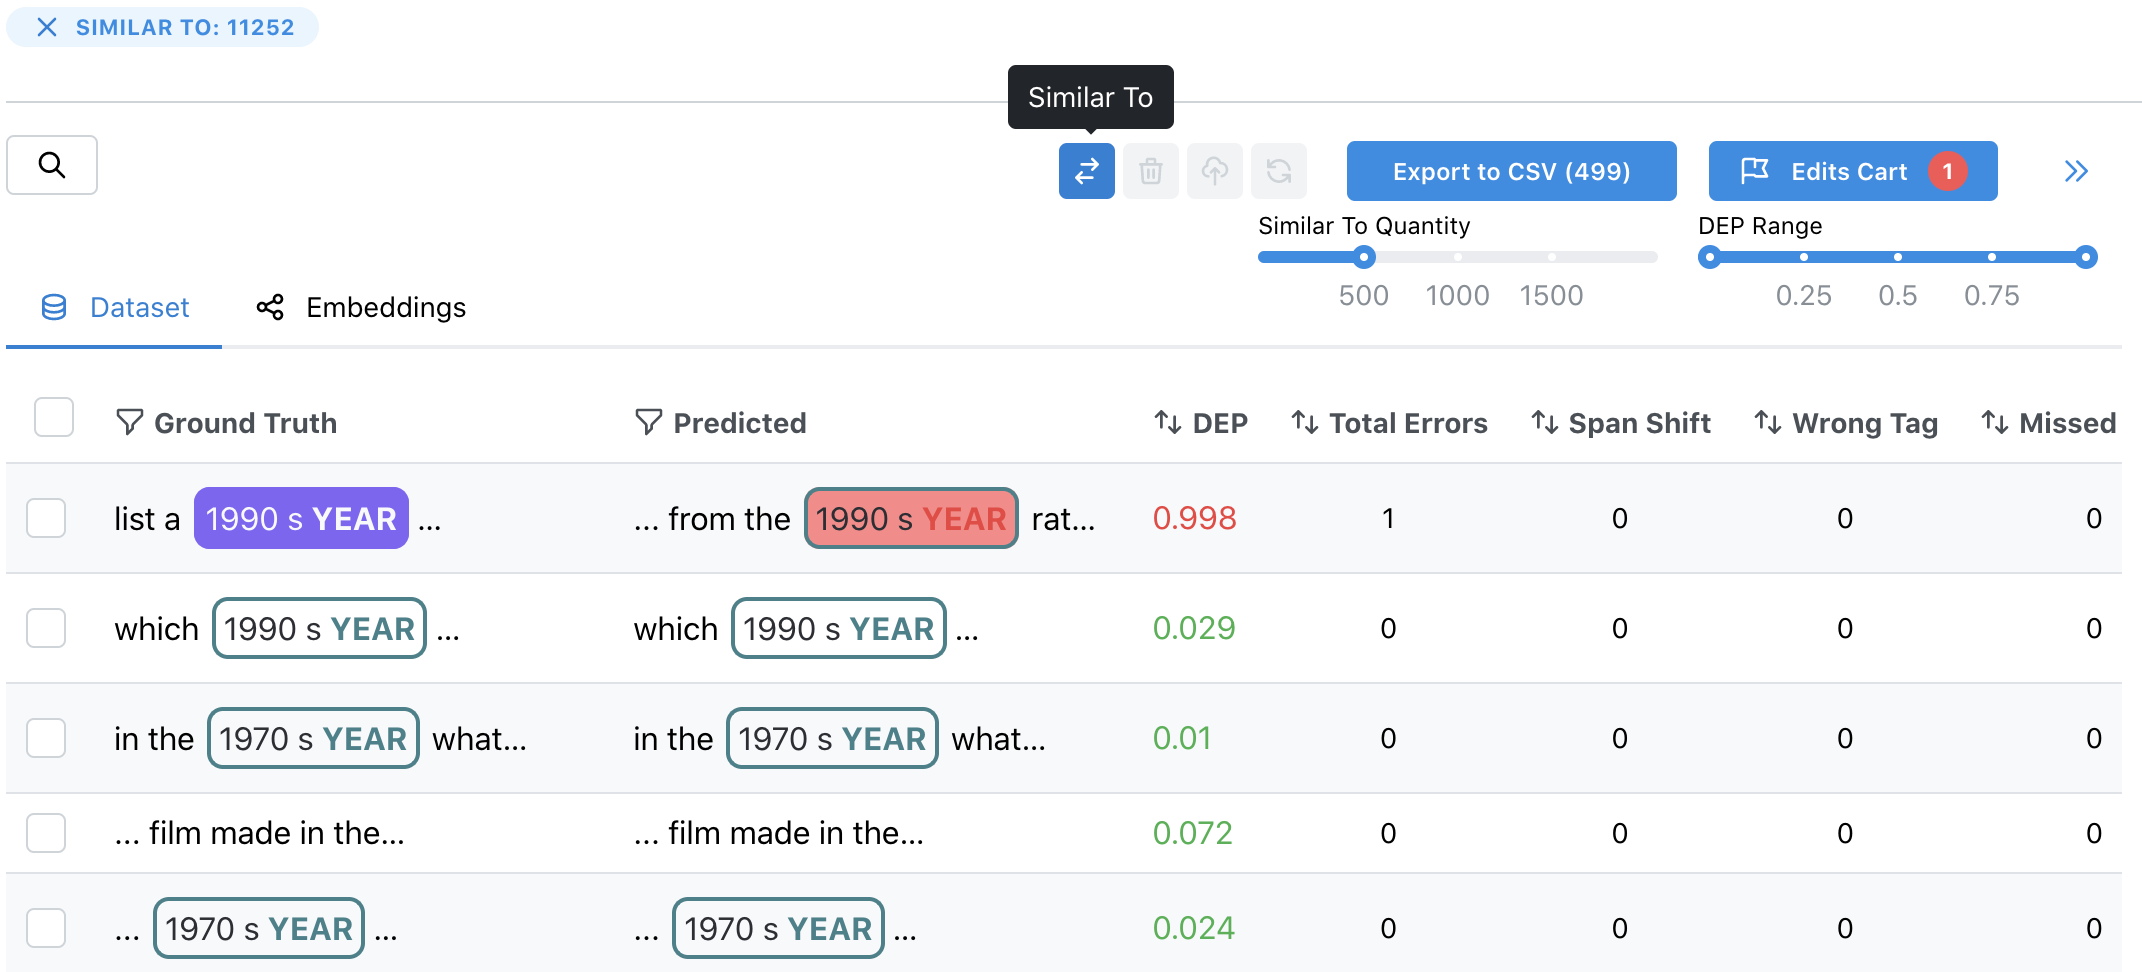 SIMILAR TO: 11252
Similar To
Export to CSV (499)
Edits Cart 1
Similar To Quantity
DEP Range
500 1000 1500
0.25 0.5 0.75
Dataset
Embeddings
Ground Truth Predicted DEP Total Errors Span Shift Wrong Tag Missed
list a 1990 s YEAR ... ... from the 1990 s YEAR rat... 0.998 1 0 0 0
which 1990 s YEAR ... which 1990 s YEAR ... 0.029 0 0 0 0
in the 1970 s YEAR what... in the 1970 s YEAR what... 0.01 0 0 0 0
... film made in the... ... film made in the... 0.072 0 0 0 0
... 1970 s YEAR ... ... 1970 s YEAR ... 0.024 0 0 0 0